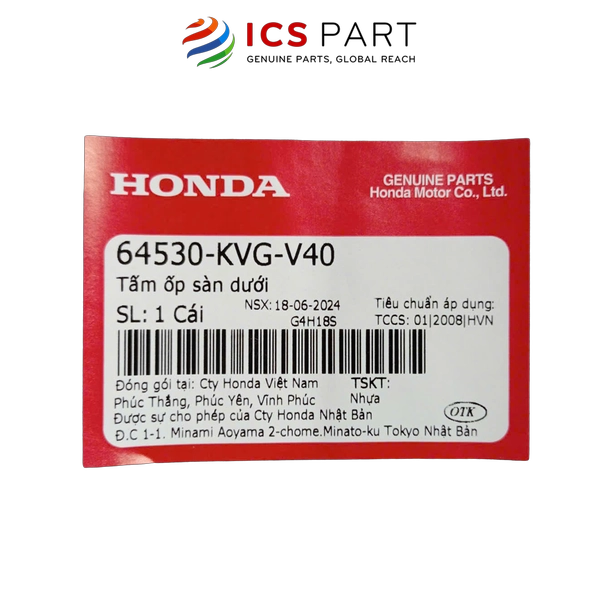 ICS PART
GENUINE PARTS, GLOBAL REACH
HONDA
GENUINE PARTS
Honda Motor Co., Ltd.
64530-KVG-V40
Tấm ốp sàn dưới
SL: 1 Cái
NSX: 18-06-2024
G4H18S
Tiêu chuẩn áp dụng:
TCCS: 01|2008|HVN
Đóng gói tại: Cty Honda Việt Nam
TSKT:
Phúc Thắng, Phúc Yên, Vĩnh Phúc
Nhựa
Được sự cho phép của Cty Honda Nhật Bản
OTK
Đ.C 1-1. Minami Aoyama 2-chome.Minato-ku Tokyo Nhật Bản